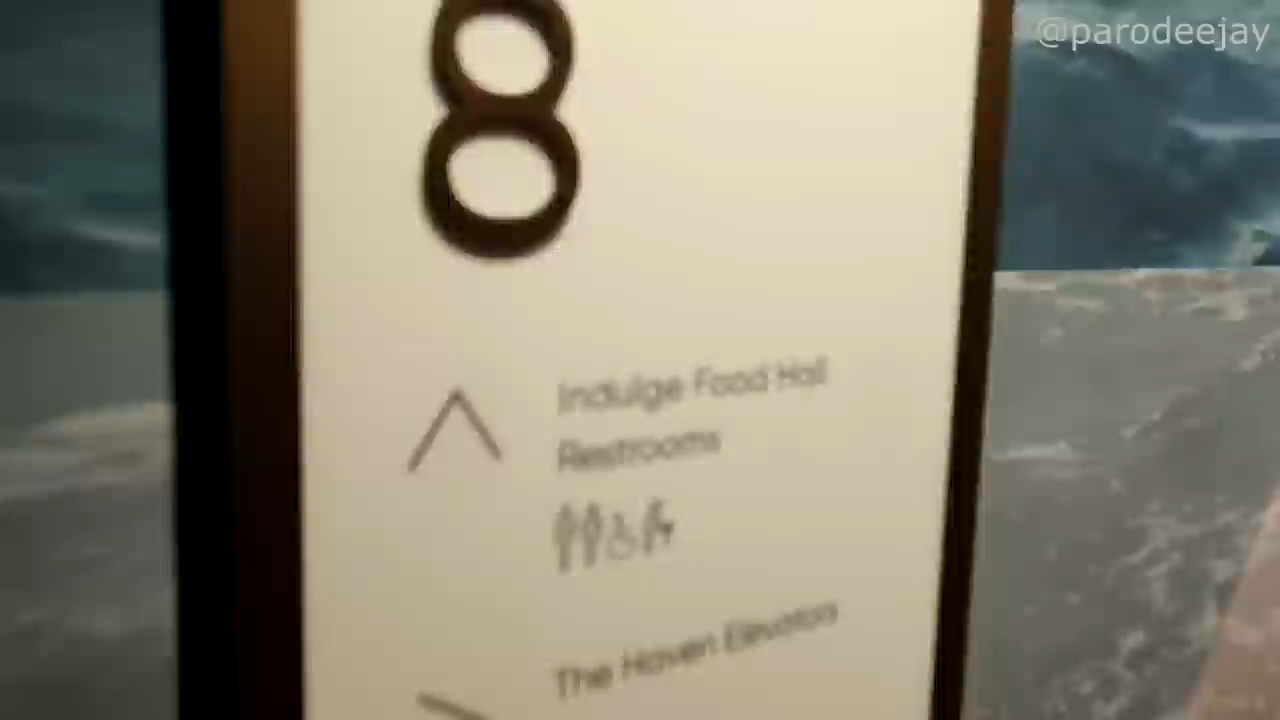 @parodeejay
8
Indulge Food Hall
Restrooms
The Haven Elevators